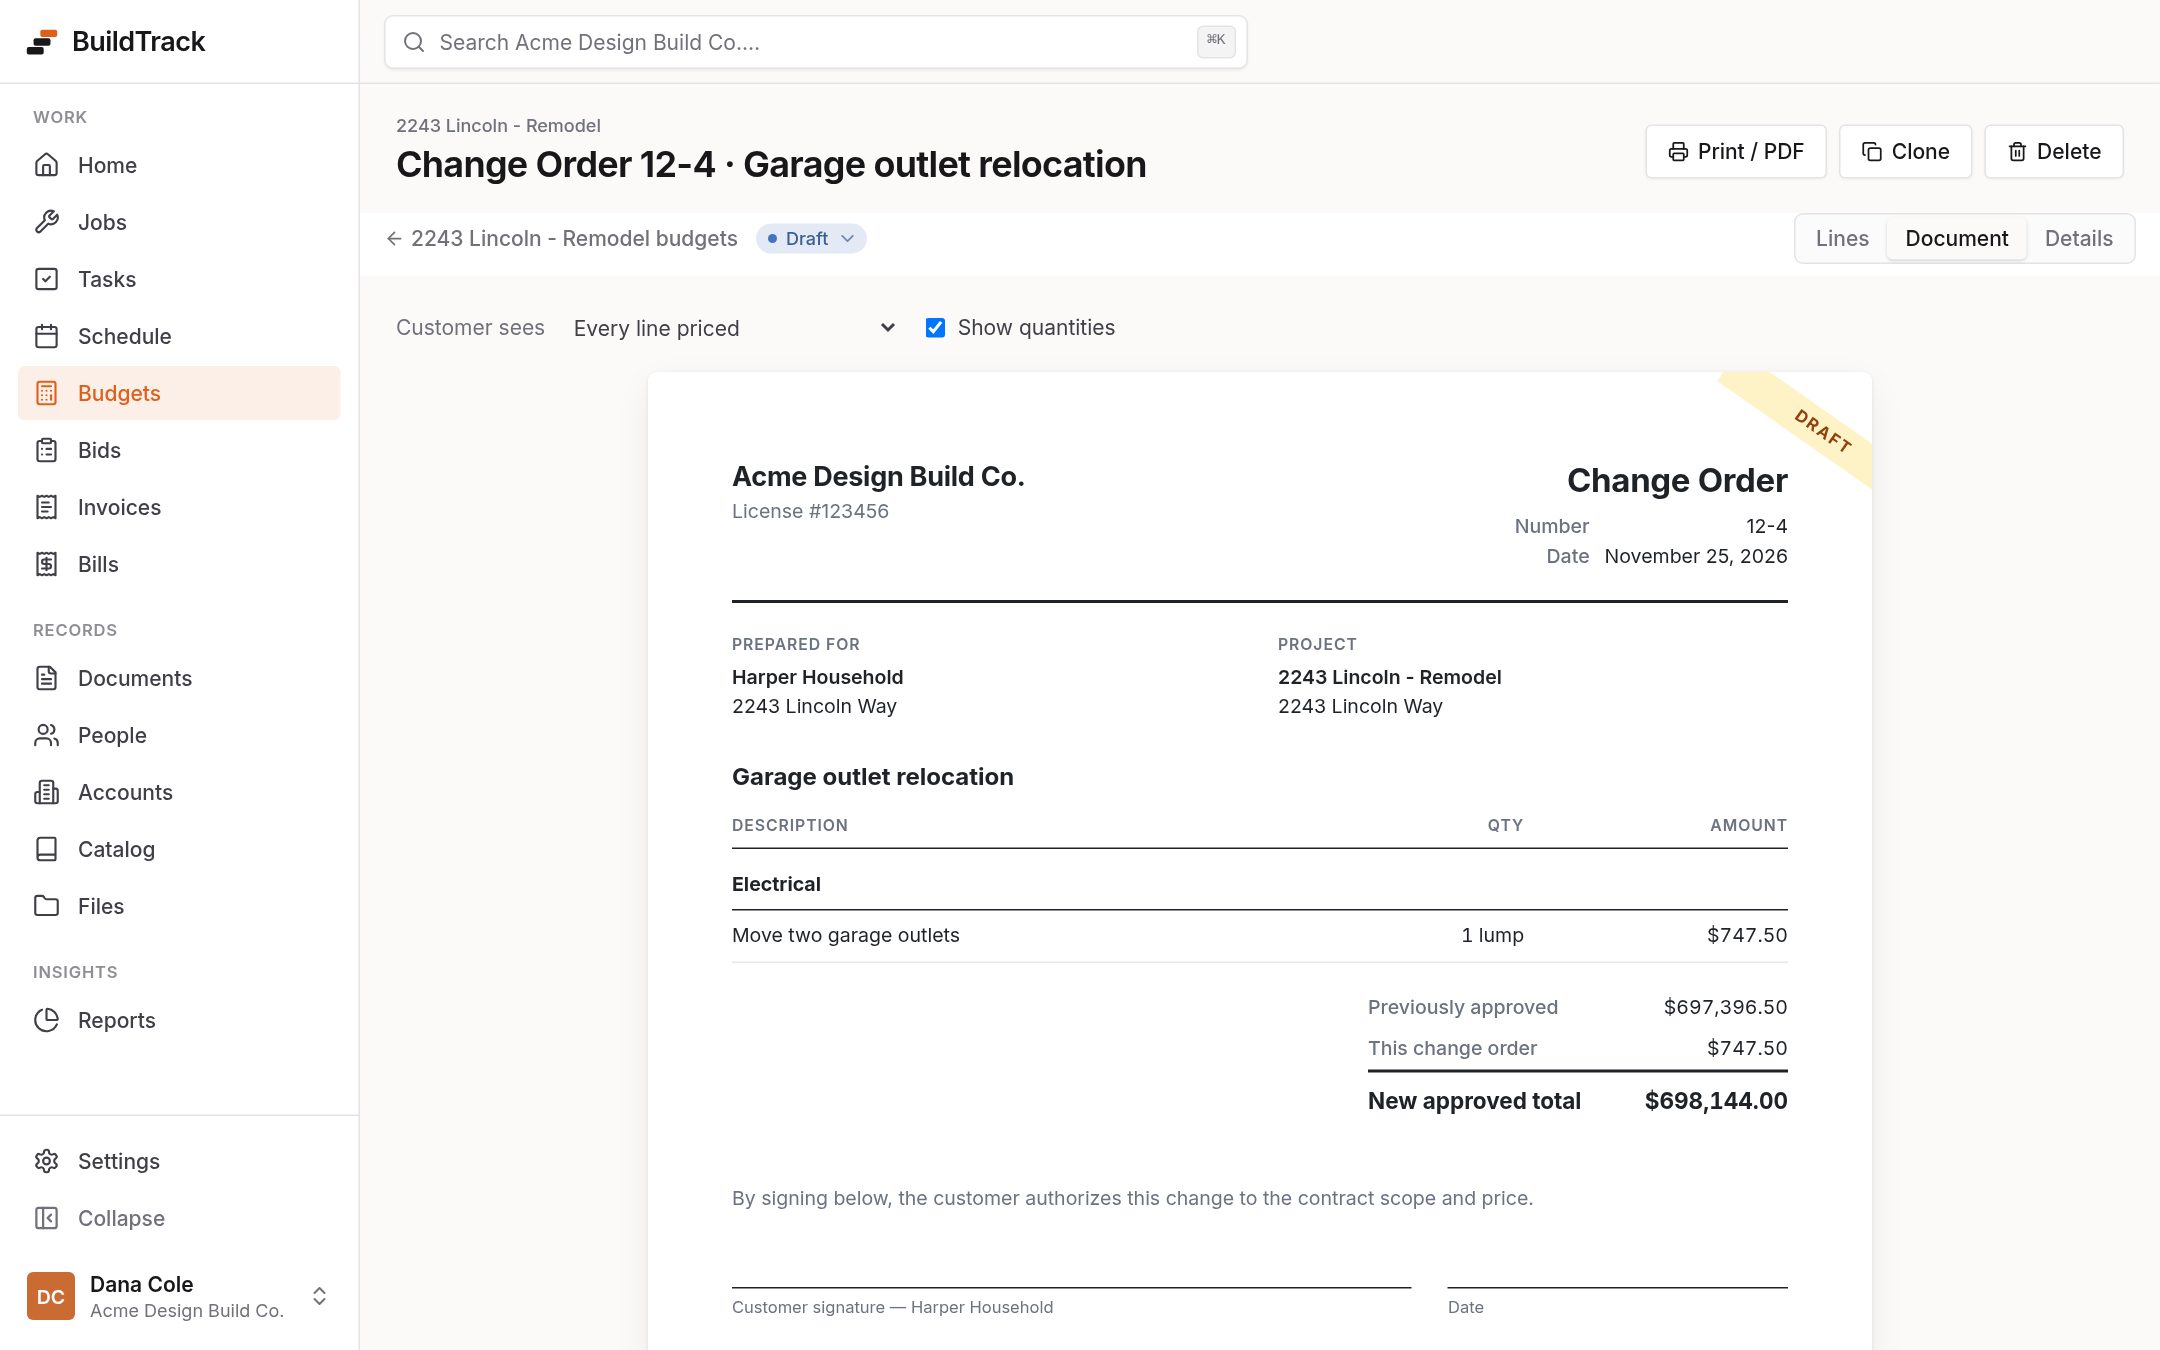 BuildTrack
Search Acme Design Build Co....
⌘K
WORK
Home
Jobs
Tasks
Schedule
Budgets
Bids
Invoices
Bills
RECORDS
Documents
People
Accounts
Catalog
Files
INSIGHTS
Reports
Settings
Collapse
DC
Dana Cole
Acme Design Build Co.
2243 Lincoln - Remodel
Change Order 12-4 · Garage outlet relocation
Print / PDF
Clone
Delete
2243 Lincoln - Remodel budgets
Draft
Lines
Document
Details
Customer sees
Every line priced
Show quantities
DRAFT
Acme Design Build Co.
License #123456
Change Order
Number 12-4
Date November 25, 2026
PREPARED FOR
Harper Household
2243 Lincoln Way
PROJECT
2243 Lincoln - Remodel
2243 Lincoln Way
Garage outlet relocation
DESCRIPTION QTY AMOUNT
Electrical
Move two garage outlets 1 lump $747.50
Previously approved $697,396.50
This change order $747.50
New approved total $698,144.00
By signing below, the customer authorizes this change to the contract scope and price.
Customer signature — Harper Household
Date